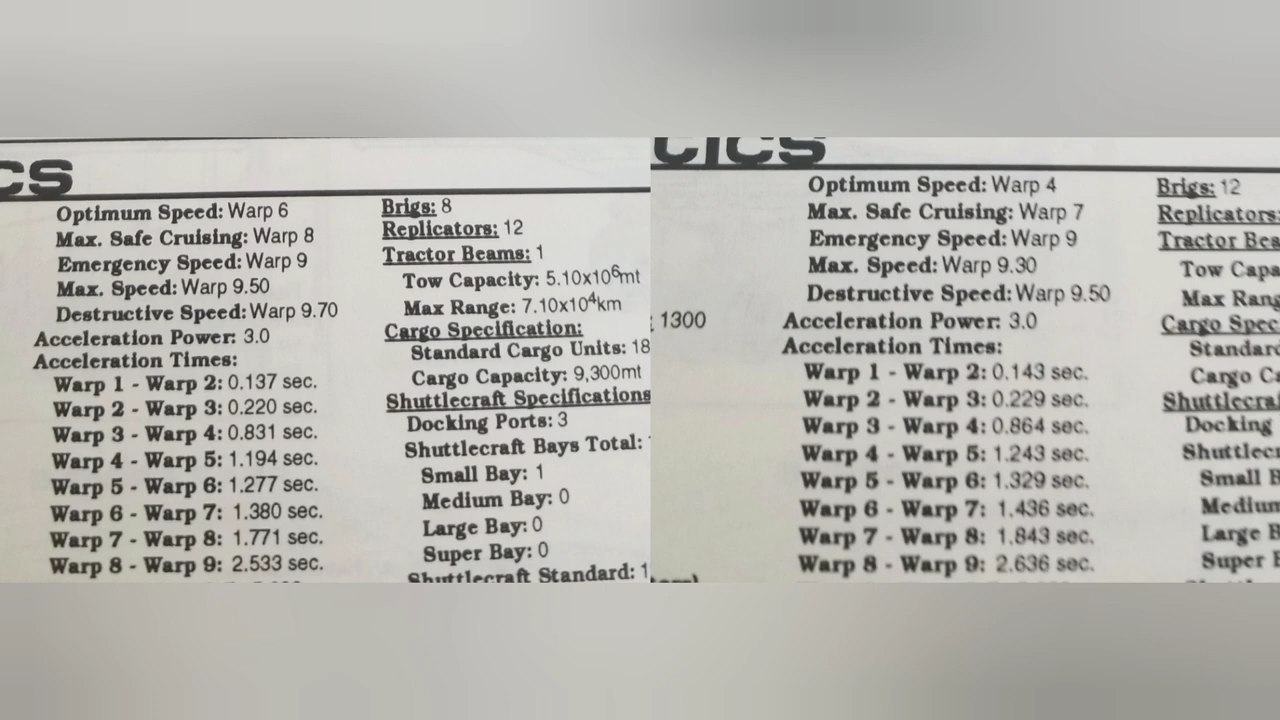 cs
Optimum Speed: Warp 6
Max. Safe Cruising: Warp 8
Emergency Speed: Warp 9
Max. Speed: Warp 9.50
Destructive Speed: Warp 9.70
Acceleration Power: 3.0
Acceleration Times:
Warp 1 - Warp 2: 0.137 sec.
Warp 2 - Warp 3: 0.220 sec.
Warp 3 - Warp 4: 0.831 sec.
Warp 4 - Warp 5: 1.194 sec.
Warp 5 - Warp 6: 1.277 sec.
Warp 6 - Warp 7: 1.380 sec.
Warp 7 - Warp 8: 1.771 sec.
Warp 8 - Warp 9: 2.533 sec.
Brigs: 8
Replicators: 12
Tractor Beams: 1
Tow Capacity: 5.10x10⁶mt
Max Range: 7.10x10⁴km
Cargo Specification:
Standard Cargo Units: 18
Cargo Capacity: 9,300mt
Shuttlecraft Specifications
Docking Ports: 3
Shuttlecraft Bays Total:
Small Bay: 1
Medium Bay: 0
Large Bay: 0
Super Bay: 0
Shuttlecraft Standard: 1
cics
: 1300
Optimum Speed: Warp 4
Max. Safe Cruising: Warp 7
Emergency Speed: Warp 9
Max. Speed: Warp 9.30
Destructive Speed: Warp 9.50
Acceleration Power: 3.0
Acceleration Times:
Warp 1 - Warp 2: 0.143 sec.
Warp 2 - Warp 3: 0.229 sec.
Warp 3 - Warp 4: 0.864 sec.
Warp 4 - Warp 5: 1.243 sec.
Warp 5 - Warp 6: 1.329 sec.
Warp 6 - Warp 7: 1.436 sec.
Warp 7 - Warp 8: 1.843 sec.
Warp 8 - Warp 9: 2.636 sec.
Brigs: 12
Replicators:
Tractor Bea
Tow Capa
Max Rang
Cargo Spec
Standard
Cargo Ca
Shuttlecraf
Docking
Shuttlecr
Small B
Medium
Large B
Super B